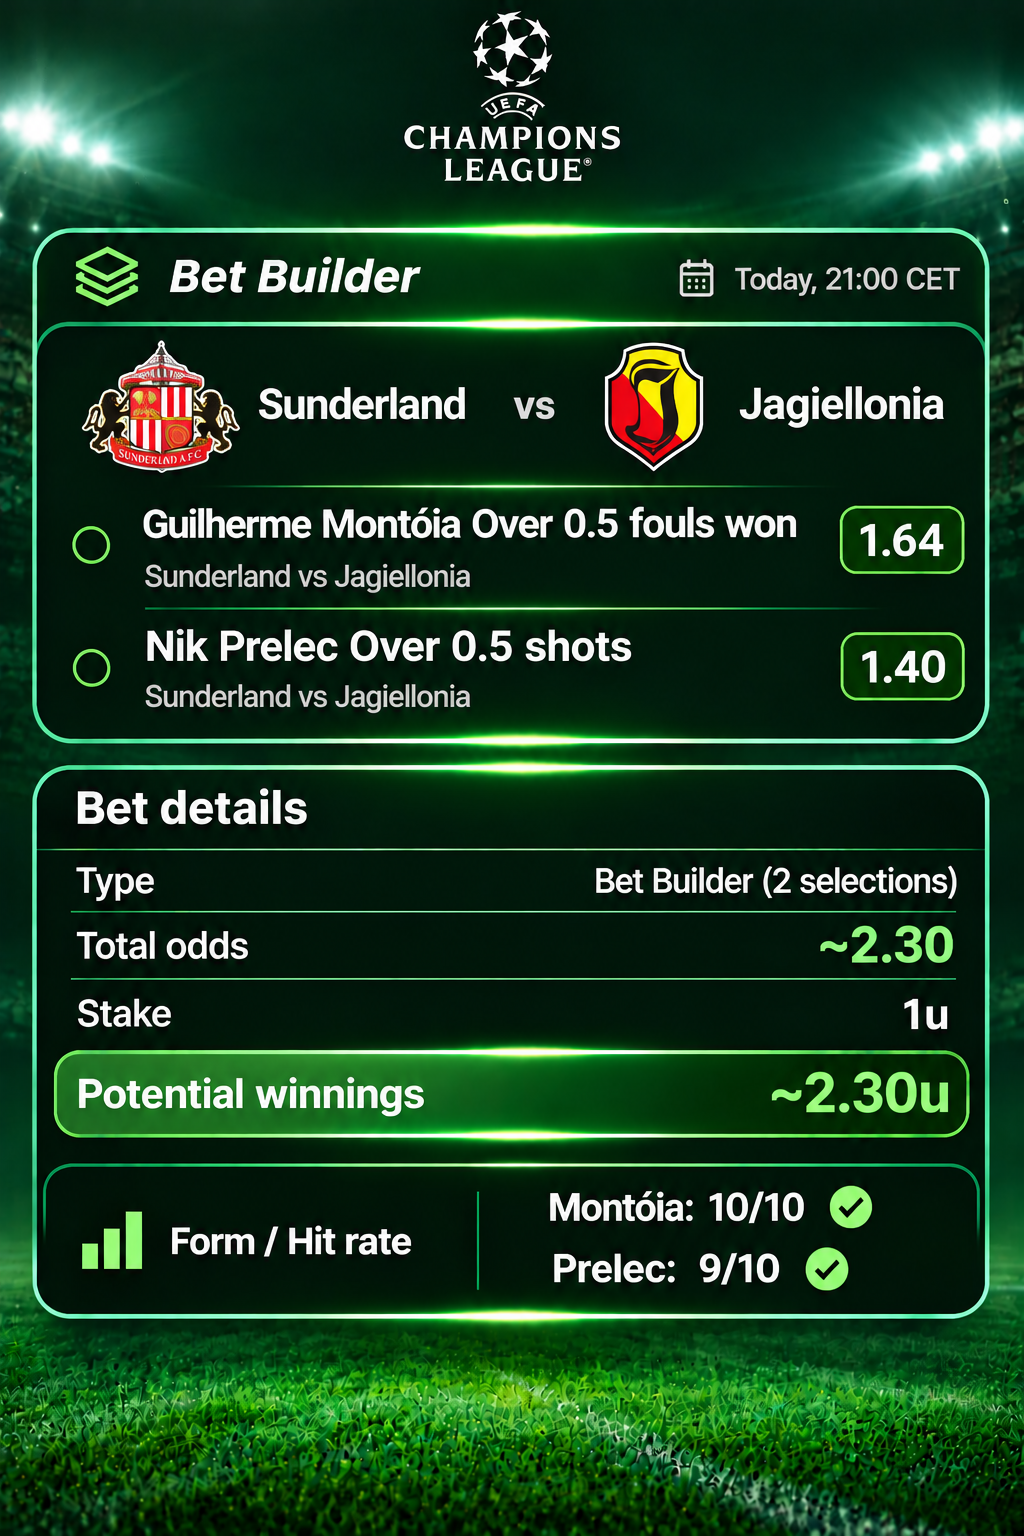 UEFA
CHAMPIONS
LEAGUE®
Bet Builder
Today, 21:00 CET
SUNDERLAND A.F.C
Sunderland vs Jagiellonia
Guilherme Montóia Over 0.5 fouls won
1.64
Sunderland vs Jagiellonia
Nik Prelec Over 0.5 shots
1.40
Sunderland vs Jagiellonia
Bet details
Type Bet Builder (2 selections)
Total odds ~2.30
Stake 1u
Potential winnings ~2.30u
Form / Hit rate
Montóia: 10/10
Prelec: 9/10